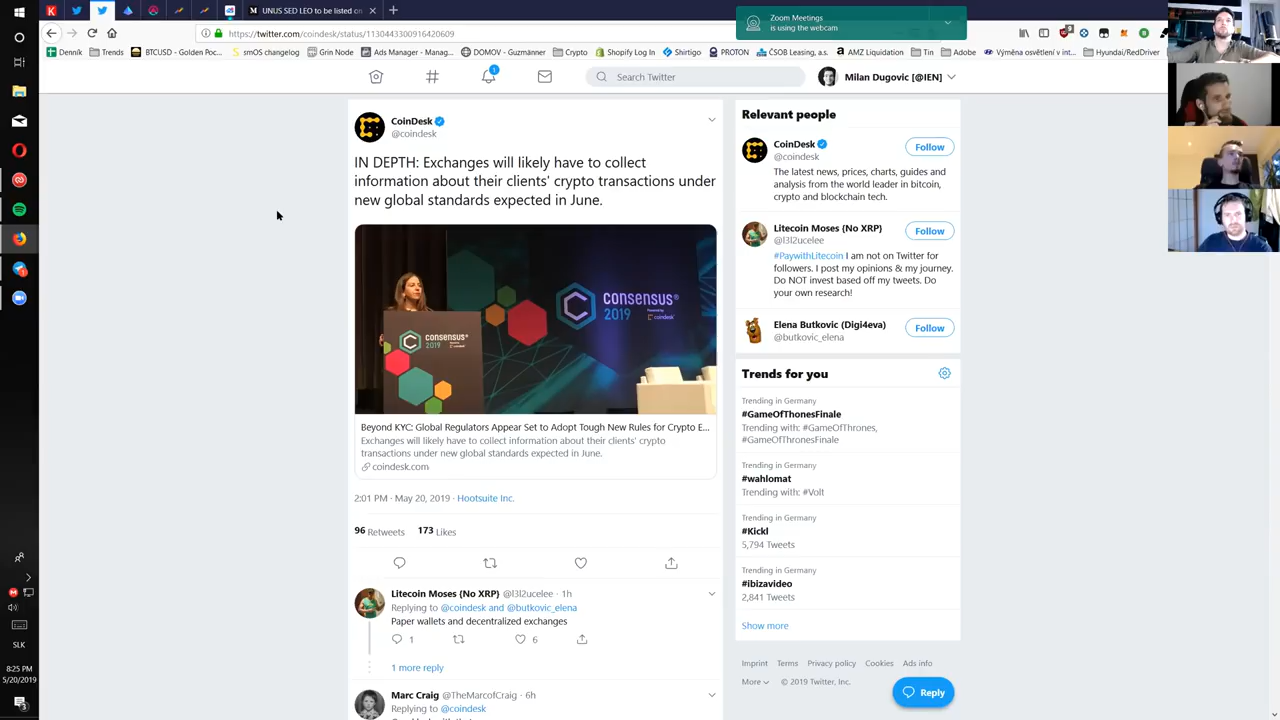 UNUS SED LEO to be listed on
Zoom Meetings
is using the webcam
https://twitter.com/coindesk/status/1130443300916420609
Denník
Trends
BTCUSD - Golden Poc...
smOS changelog
Grin Node
Ads Manager - Manag...
DOMOV - Guzmánner
Crypto
Shopify Log In
Shirtigo
PROTON
ČSOB Leasing, a.s.
AMZ Liquidation
Tin
Adobe
Výměna osvětlení v int...
Hyundai/RedDriver
1
Search Twitter
Milan Dugovic [@IEN]
CoinDesk
@coindesk
IN DEPTH: Exchanges will likely have to collect
information about their clients' crypto transactions under
new global standards expected in June.
consensus®
2019
Powered by
coindesk
consensus®
2019
Beyond KYC: Global Regulators Appear Set to Adopt Tough New Rules for Crypto E...
Exchanges will likely have to collect information about their clients' crypto
transactions under new global standards expected in June.
coindesk.com
2:01 PM · May 20, 2019 · Hootsuite Inc.
96 Retweets 173 Likes
Litecoin Moses {No XRP} @l3l2ucelee · 1h
Replying to @coindesk and @butkovic_elena
Paper wallets and decentralized exchanges
1
6
1 more reply
Marc Craig @TheMarcofCraig · 6h
Replying to @coindesk
Relevant people
CoinDesk
@coindesk
Follow
The latest news, prices, charts, guides and
analysis from the world leader in bitcoin,
crypto and blockchain tech.
Litecoin Moses {No XRP)
@l3l2ucelee
Follow
#PaywithLitecoin I am not on Twitter for
followers. I post my opinions & my journey.
Do NOT invest based off my tweets. Do
your own research!
Elena Butkovic (Digi4eva)
@butkovic_elena
Follow
Trends for you
Trending in Germany
#GameOfThonesFinale
Trending with: #GameOfThrones,
#GameOfThronesFinale
Trending in Germany
#wahlomat
Trending with: #Volt
Trending in Germany
#Kickl
5,794 Tweets
Trending in Germany
#ibizavideo
2,841 Tweets
Show more
Imprint Terms Privacy policy Cookies Ads info
More © 2019 Twitter, Inc.
Reply
SLK
8:25 PM
5/20/2019